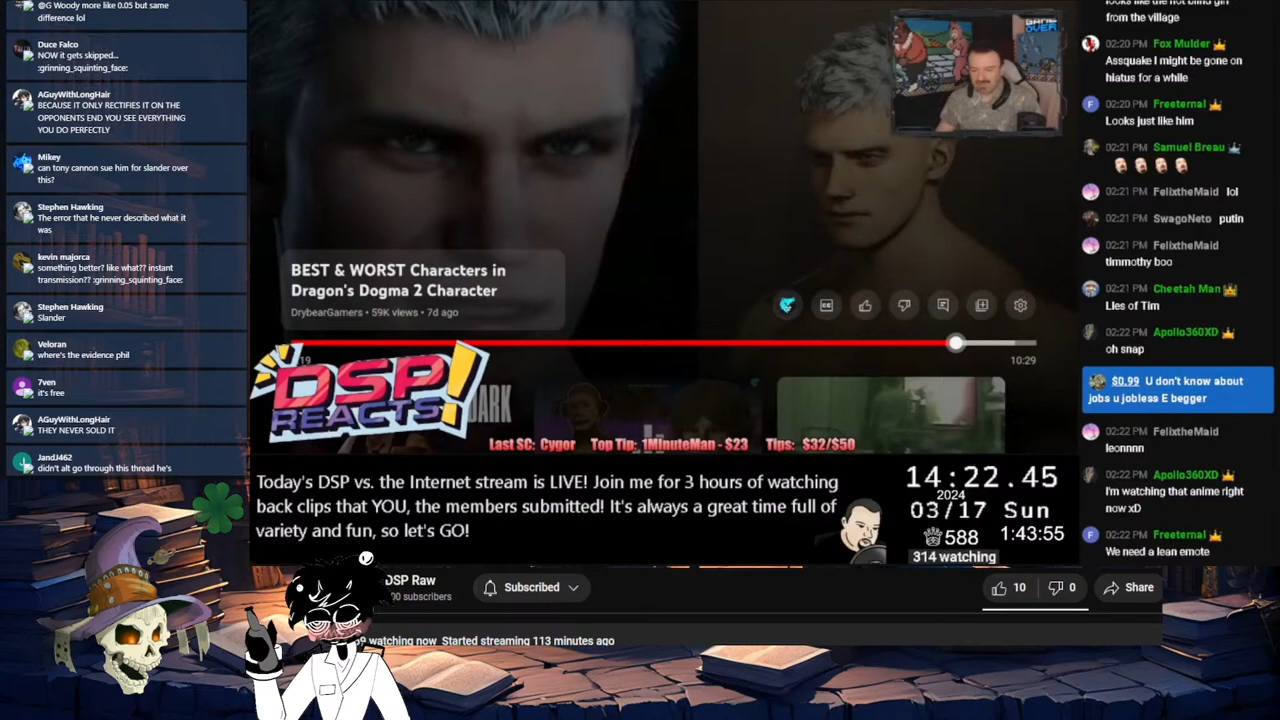 @G Woody more like 0.05 but same
difference lol
Duce Falco
NOW it gets skipped...
:grinning_squinting_face:
AGuyWithLongHair
BECAUSE IT ONLY RECTIFIES IT ON THE
OPPONENTS END YOU SEE EVERYTHING
YOU DO PERFECTLY
Mikey
can tony cannon sue him for slander over
this?
Stephen Hawking
The error that he never described what it
was
kevin majorca
something better? like what?? instant
transmission?? :grinning_squinting_face:
Stephen Hawking
Slander
Veloran
where's the evidence phil
7ven
it's free
AGuyWithLongHair
THEY NEVER SOLD IT
JandJ462
didn't alt go through this thread he's
GAME
OVER
BEST & WORST Characters in
Dragon's Dogma 2 Character
DrybearGamers • 59K views • 7d ago
CC
19
10:29
DSP
REACTS!
ARK
Last SC: Cygor Top Tip: 1MinuteMan - $23 Tips: $32/$50
Today's DSP vs. the Internet stream is LIVE! Join me for 3 hours of watching
back clips that YOU, the members submitted! It's always a great time full of
variety and fun, so let's GO!
14:22.45
2024
03/17 Sun
588 1:43:55
314 watching
DSP Raw
00 subscribers
Subscribed
10
0
Share
watching now Started streaming 113 minutes ago
from the village
02:20 PM Fox Mulder
Assquake I might be gone on
hiatus for a while
F 02:20 PM Freeternal
Looks just like him
02:21 PM Samuel Breau
02:21 PM FelixtheMaid lol
02:21 PM SwagoNeto putin
02:21 PM FelixtheMaid
timmothy boo
02:21 PM Cheetah Man
LIes of Tim
02:22 PM Apollo360XD
oh snap
$0.99 U don't know about
jobs u jobless E begger
02:22 PM FelixtheMaid
leonnnn
02:22 PM Apollo360XD
I'm watching that anime right
now xD
F 02:22 PM Freeternal
We need a lean emote